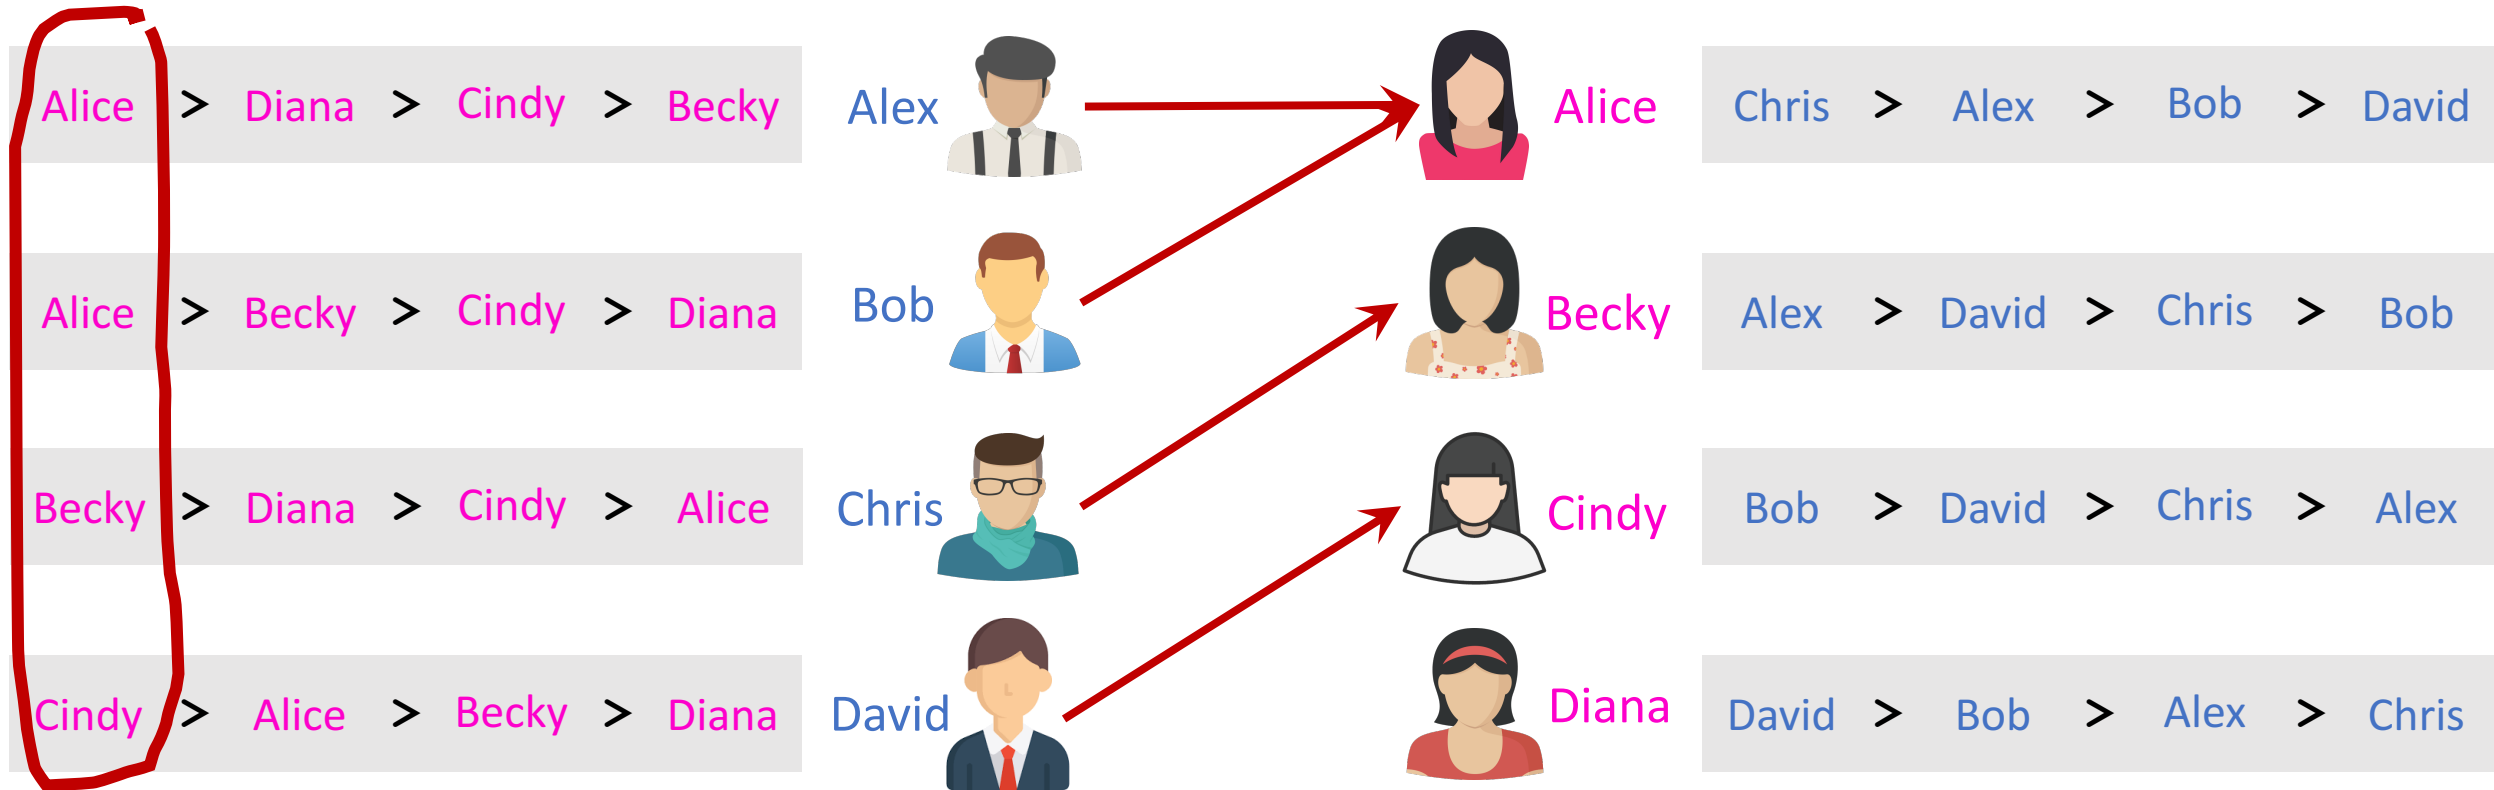 Alice > Diana > Cindy > Becky Alex Alice Chris > Alex > Bob > David
Alice > Becky > Cindy > Diana Bob Becky Alex > David > Chris > Bob
Becky > Diana > Cindy > Alice Chris Cindy Bob > David > Chris > Alex
Cindy > Alice > Becky > Diana David Diana David > Bob > Alex > Chris